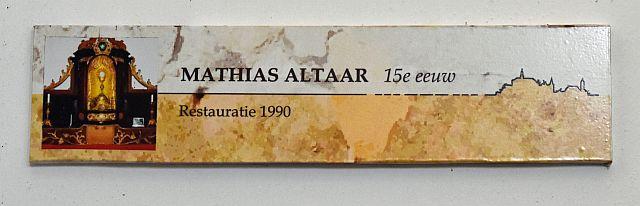 MATHIAS ALTAAR 15e eeuw
Restauratie 1990